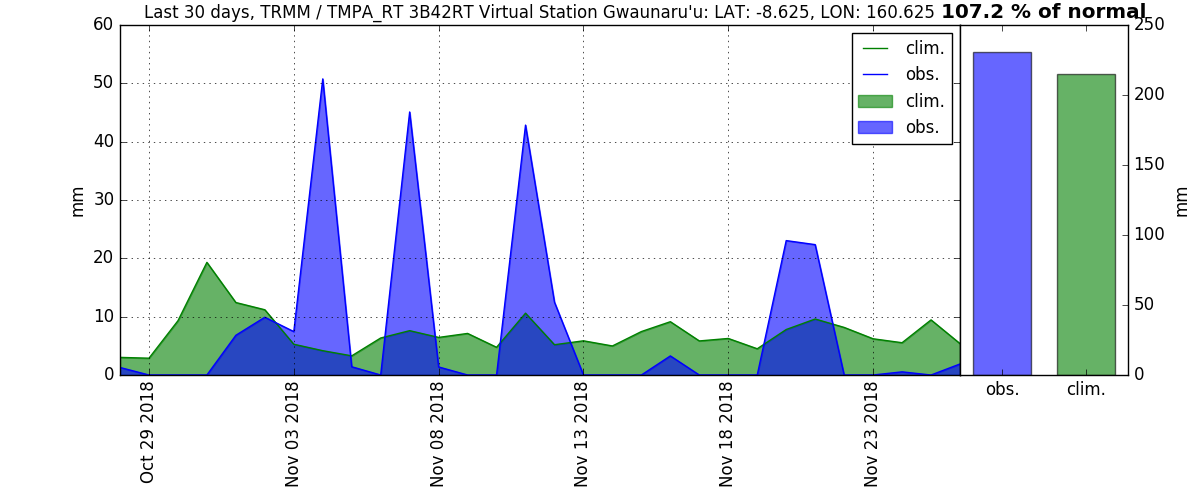 Last 30 days, TRMM / TMPA_RT 3B42RT Virtual Station Gwaunaru'u: LAT: -8.625, LON: 160.625 107.2 % of normal
60
50
40
30
20
10
0
mm
clim.
obs.
clim.
obs.
Oct 29 2018
Nov 03 2018
Nov 08 2018
Nov 13 2018
Nov 18 2018
Nov 23 2018
250
200
150
100
50
0
mm
obs. clim.